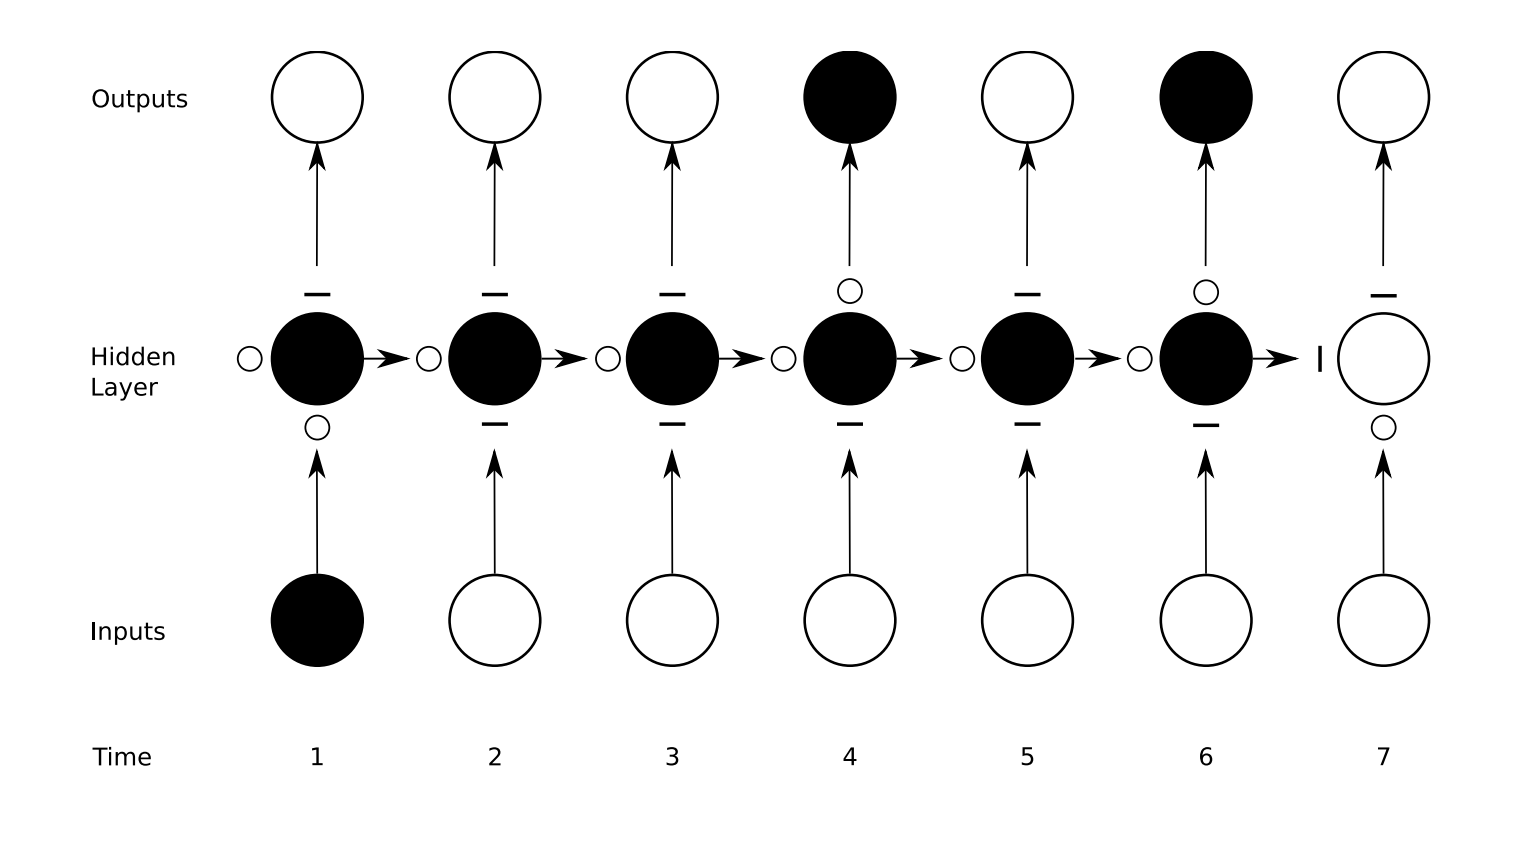 Outputs
Hidden
Layer
Inputs
Time 1 2 3 4 5 6 7